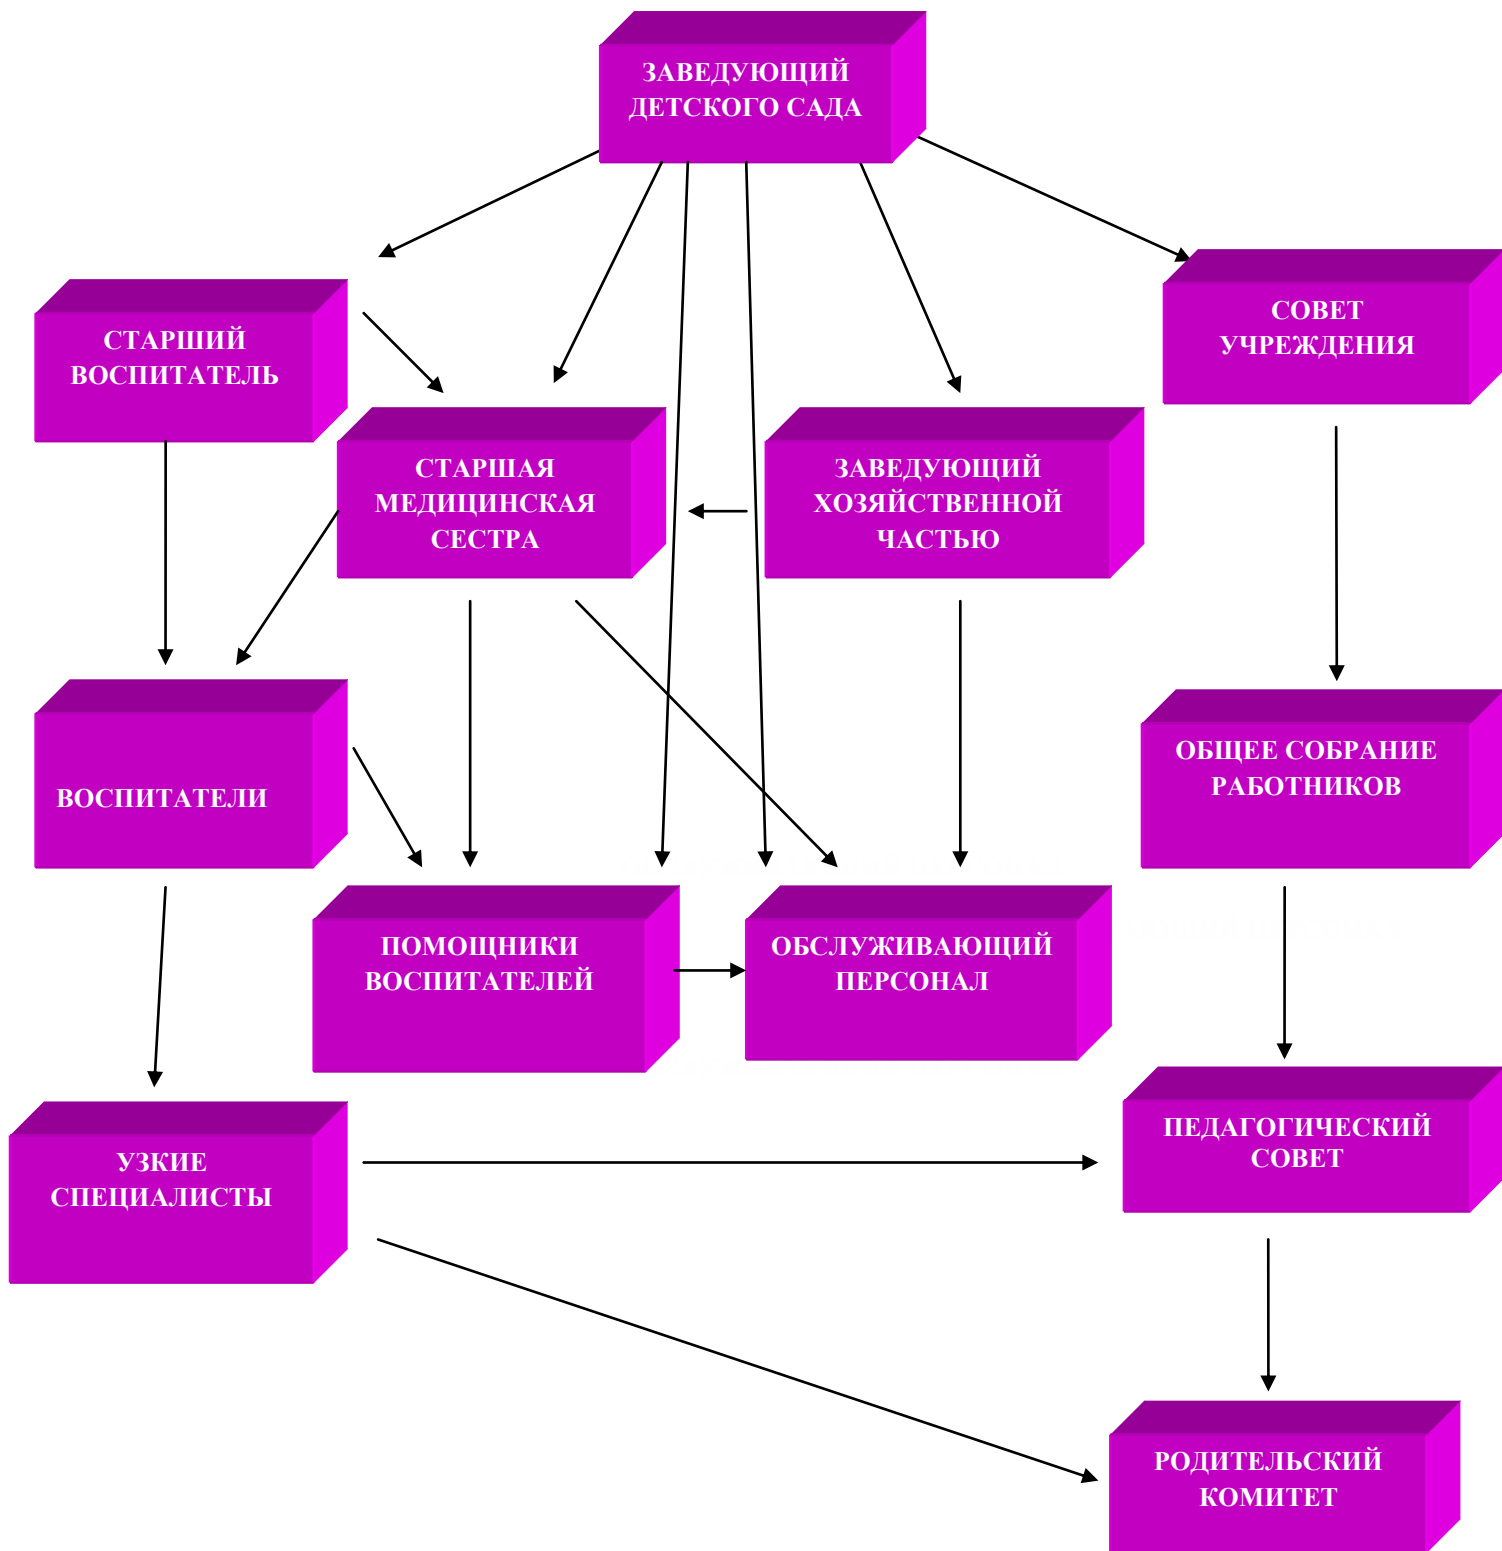 ЗАВЕДУЮЩИЙ
ДЕТСКОГО САДА
СОВЕТ
УЧРЕЖДЕНИЯ
СТАРШИЙ
ВОСПИТАТЕЛЬ
СТАРШАЯ
МЕДИЦИНСКАЯ
СЕСТРА
ЗАВЕДУЮЩИЙ
ХОЗЯЙСТВЕННОЙ
ЧАСТЬЮ
ВОСПИТАТЕЛИ
ОБЩЕЕ СОБРАНИЕ
РАБОТНИКОВ
ПОМОЩНИКИ
ВОСПИТАТЕЛЕЙ
ОБСЛУЖИВАЮЩИЙ
ПЕРСОНАЛ
УЗКИЕ
СПЕЦИАЛИСТЫ
ПЕДАГОГИЧЕСКИЙ
СОВЕТ
РОДИТЕЛЬСКИЙ
КОМИТЕТ